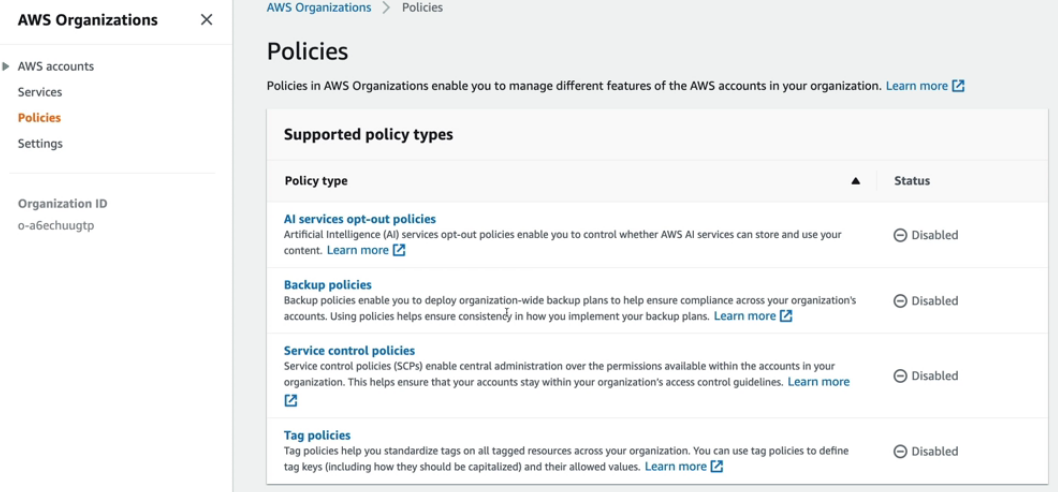 AWS Organizations
AWS accounts
Services
Policies
Settings
Organization ID
o-a6echuugtp
AWS Organizations > Policies
Policies
Policies in AWS Organizations enable you to manage different features of the AWS accounts in your organization. Learn more
Supported policy types
Policy type Status
AI services opt-out policies
Artificial Intelligence (AI) services opt-out policies enable you to control whether AWS AI services can store and use your
content. Learn more
Disabled
Backup policies
Backup policies enable you to deploy organization-wide backup plans to help ensure compliance across your organization's
accounts. Using policies helps ensure consistency in how you implement your backup plans. Learn more
Disabled
Service control policies
Service control policies (SCPs) enable central administration over the permissions available within the accounts in your
organization. This helps ensure that your accounts stay within your organization's access control guidelines. Learn more
Disabled
Tag policies
Tag policies help you standardize tags on all tagged resources across your organization. You can use tag policies to define
tag keys (including how they should be capitalized) and their allowed values. Learn more
Disabled